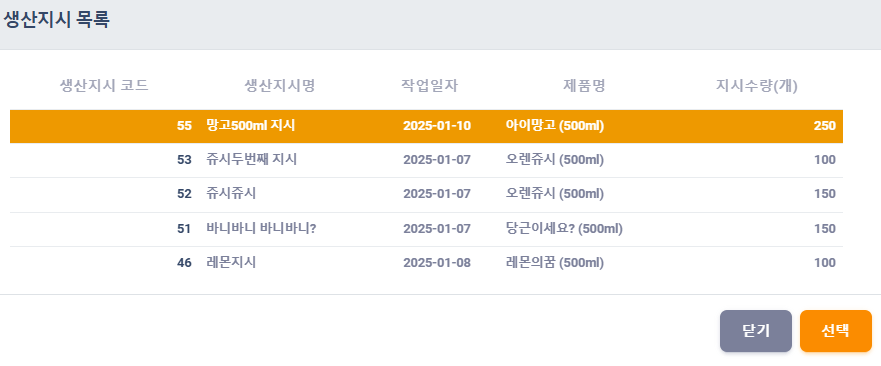 생산지시 목록
생산지시 코드 생산지시명 작업일자 제품명 지시수량(개)
55 망고500ml 지시 2025-01-10 아이망고 (500ml) 250
53 쥬시두번째 지시 2025-01-07 오렌쥬시 (500ml) 100
52 쥬시쥬시 2025-01-07 오렌쥬시 (500ml) 150
51 바니바니 바니바니? 2025-01-07 당근이세요? (500ml) 150
46 레몬지시 2025-01-08 레몬의꿈 (500ml) 100
닫기 선택